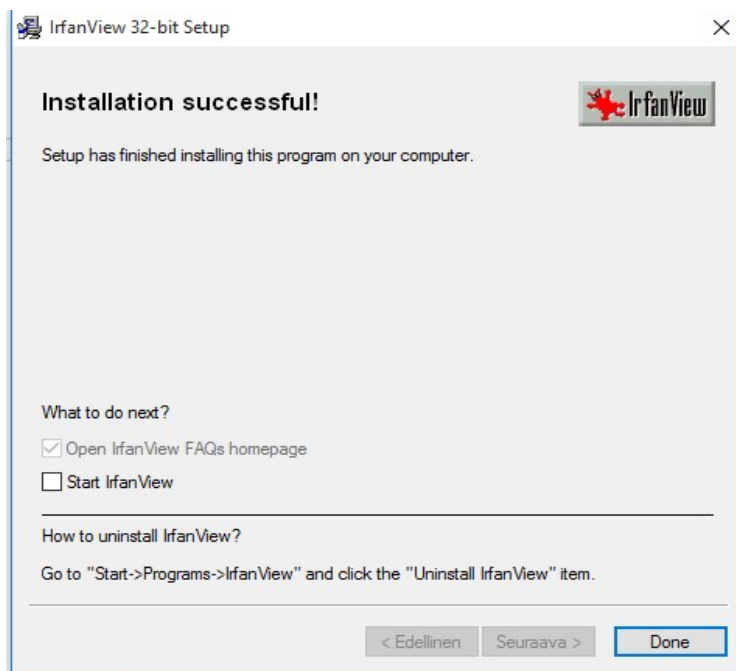 IrfanView 32-bit Setup
Installation successful!
IrfanView
Setup has finished installing this program on your computer.
What to do next?
Open IrfanView FAQs homepage
Start IrfanView
How to uninstall IrfanView?
Go to "Start->Programs->IrfanView" and click the "Uninstall IrfanView" item.
< Edellinen
Seuraava >
Done